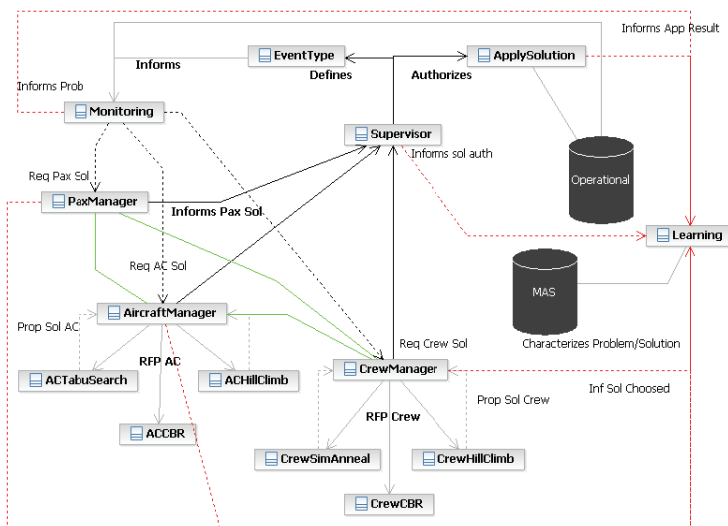 Informs App Result
EventType
ApplySolution
Informs
Defines
Authorizes
Informs Prob
Monitoring
Supervisor
Informs sol auth
Req Pax Sol
Operational
PaxManager
Informs Pax Sol
Learning
Req AC Sol
MAS
AircraftManager
Prop Sol AC
Req Crew Sol
Characterizes Problem/Solution
RFP AC
CrewManager
ACTabuSearch
ACHillClimb
Inf Sol Choosed
Prop Sol Crew
RFP Crew
ACCBR
CrewSimAnneal
CrewHillClimb
CrewCBR